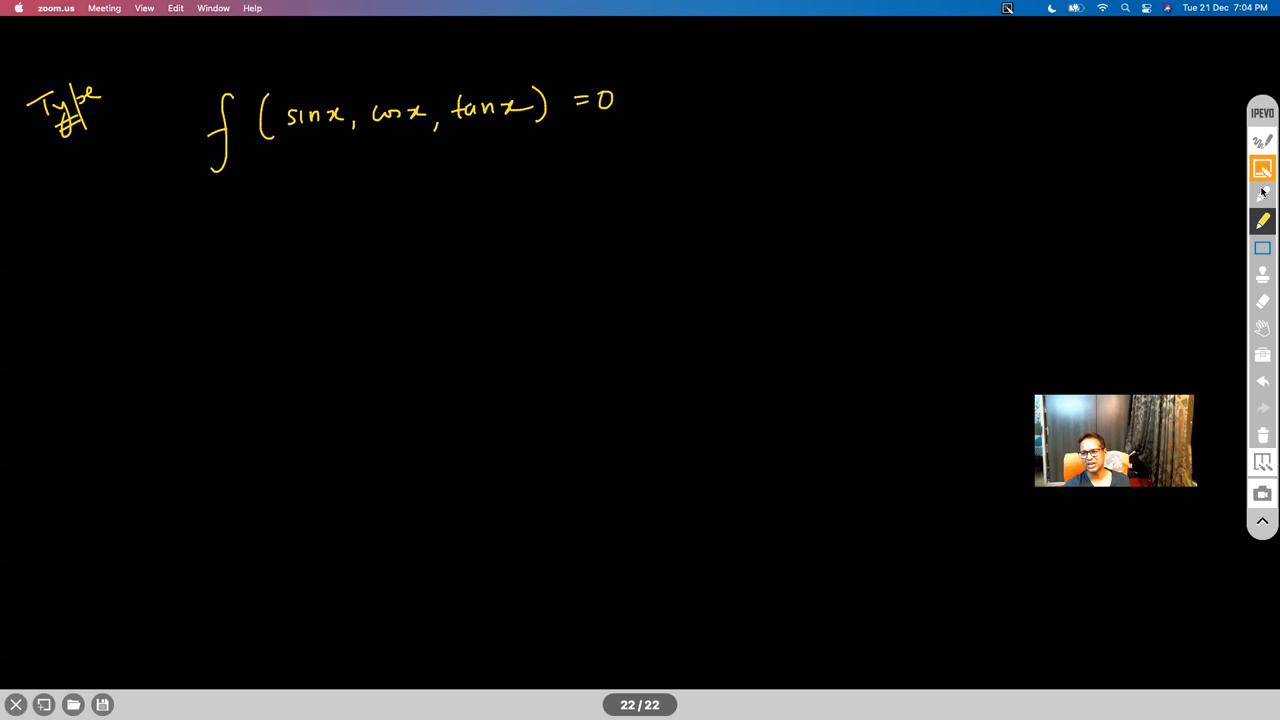 zoom.us Meeting View Edit Window Help Tue 21 Dec 7:04 PM
Type f (sinx, cosx, tanx) =0
IPEVO
22 / 22